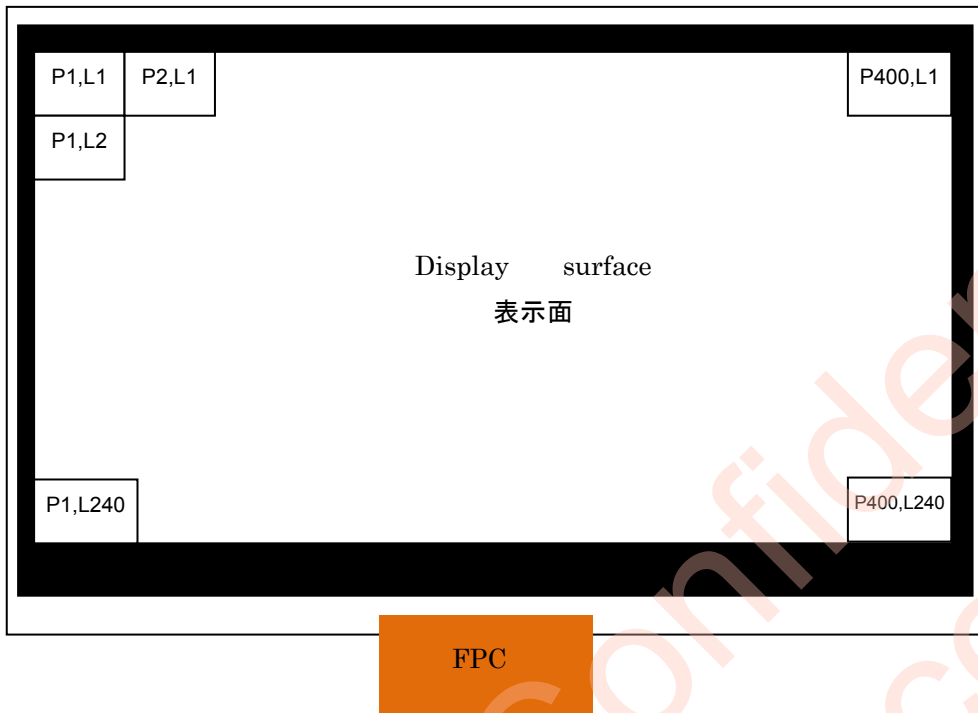 P1,L1 P2,L1 P400,L1
P1,L2
Display surface
表示面
P1,L240 P400,L240
FPC